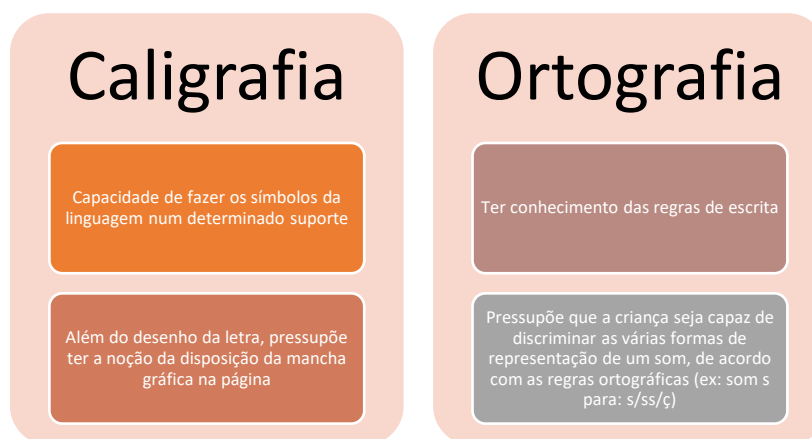 Caligrafia
Capacidade de fazer os símbolos da
linguagem num determinado suporte
Além do desenho da letra, pressupõe
ter a noção da disposição da mancha
gráfica na página
Ortografia
Ter conhecimento das regras de escrita
Pressupõe que a criança seja capaz de
discriminar as várias formas de
representação de um som, de acordo
com as regras ortográficas (ex: som s
para: s/ss/ç)